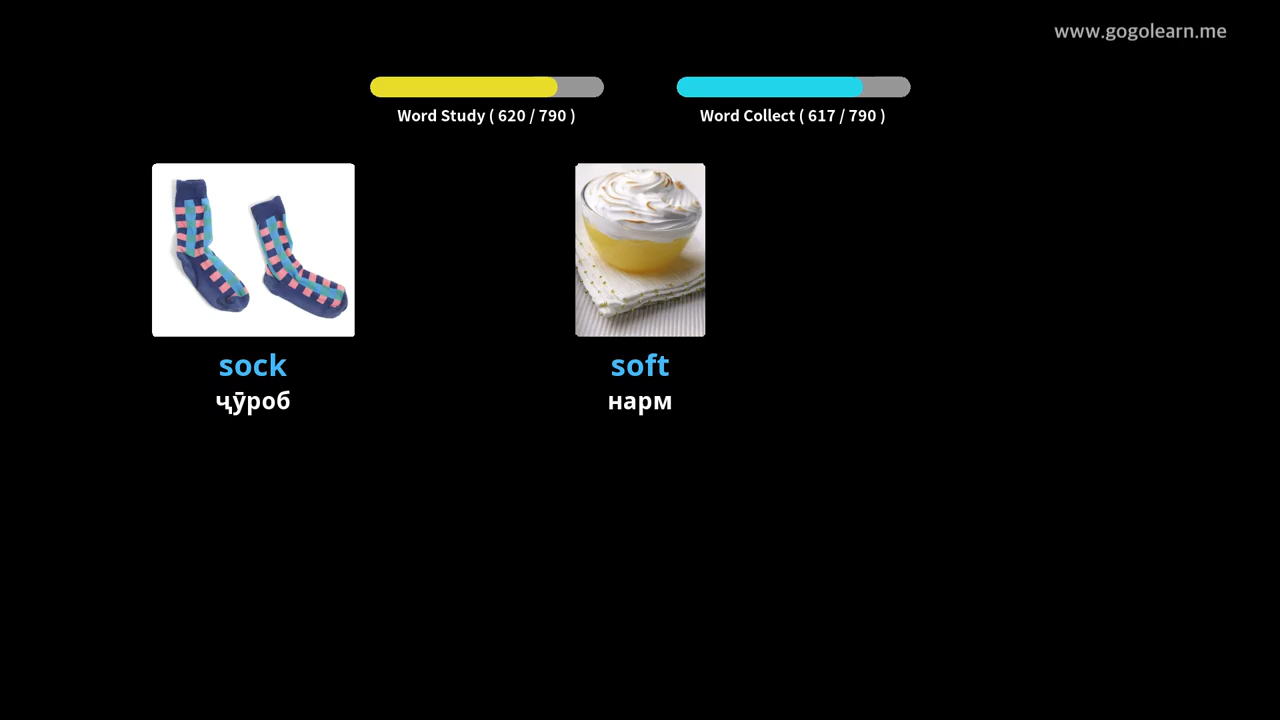 www.gogolearn.me
Word Study ( 620 / 790 )
Word Collect ( 617 / 790 )
sock
ҷӯроб
soft
нарм